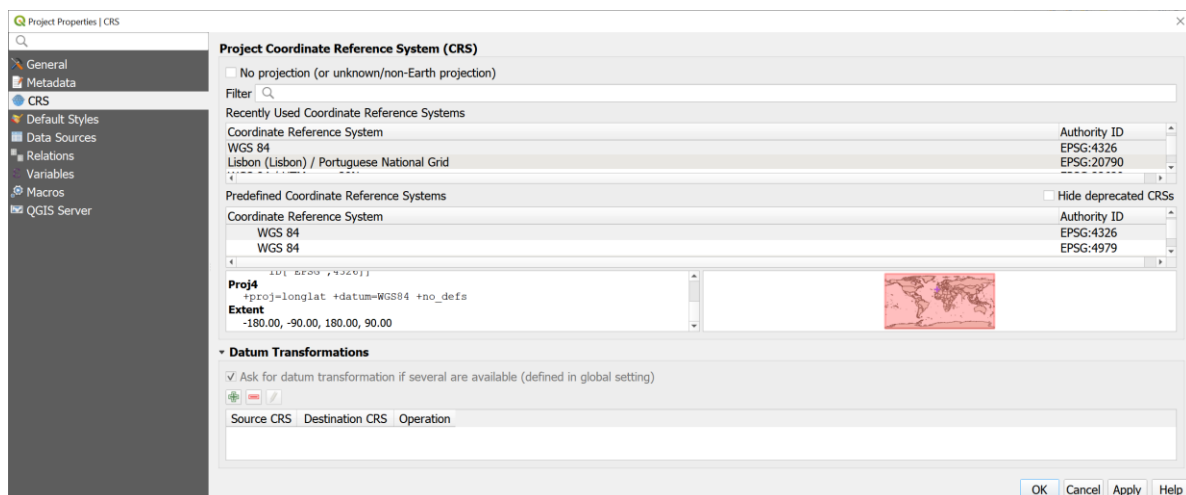 Project Properties | CRS
General
Metadata
CRS
Default Styles
Data Sources
Relations
Variables
Macros
QGIS Server
Project Coordinate Reference System (CRS)
No projection (or unknown/non-Earth projection)
Filter
Recently Used Coordinate Reference Systems
Coordinate Reference System Authority ID
WGS 84 EPSG:4326
Lisbon (Lisbon) / Portuguese National Grid EPSG:20790
Predefined Coordinate Reference Systems Hide deprecated CRSs
Coordinate Reference System Authority ID
WGS 84 EPSG:4326
WGS 84 EPSG:4979
ID["EPSG",4326]]
Proj4
+proj=longlat +datum=WGS84 +no_defs
Extent
-180.00, -90.00, 180.00, 90.00
Datum Transformations
Ask for datum transformation if several are available (defined in global setting)
Source CRS Destination CRS Operation
OK Cancel Apply Help